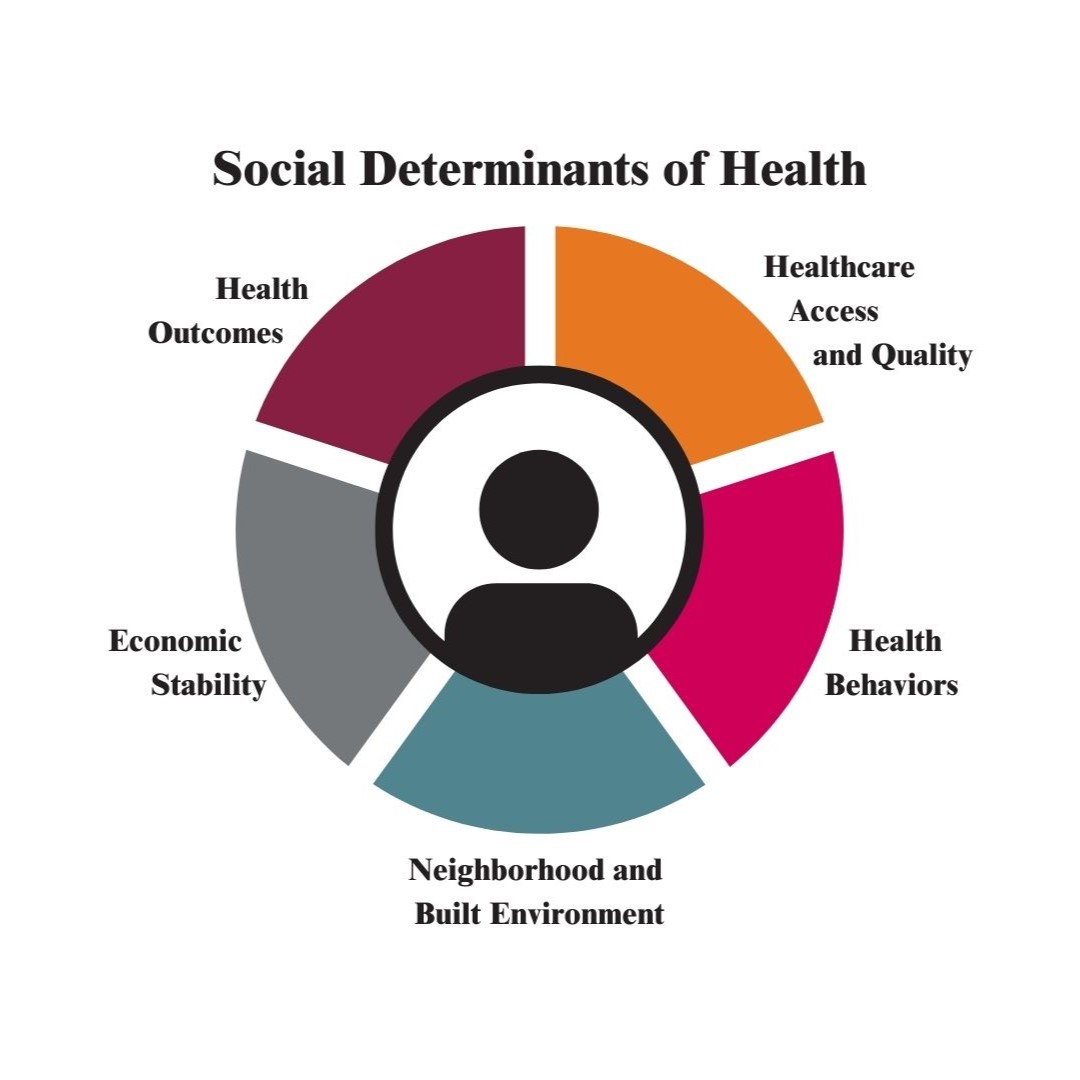 Social Determinants of Health
Health
Outcomes
Healthcare
Access
and Quality
Economic
Stability
Health
Behaviors
Neighborhood and
Built Environment